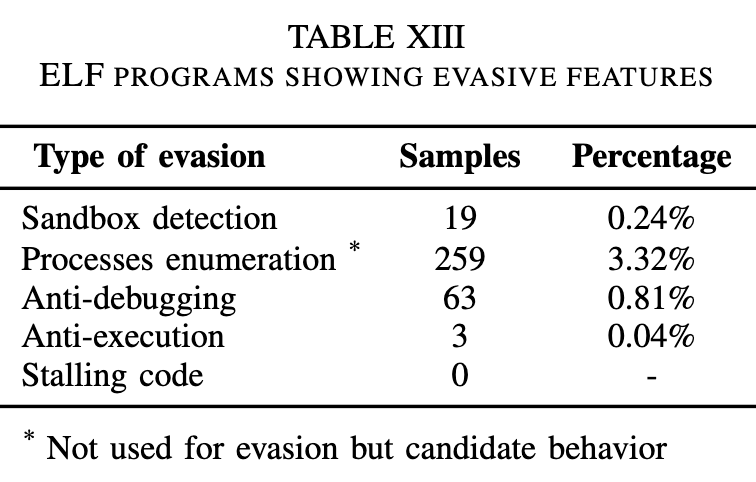 TABLE XIII
ELF PROGRAMS SHOWING EVASIVE FEATURES
Type of evasion Samples Percentage
Sandbox detection 19 0.24%
Processes enumeration * 259 3.32%
Anti-debugging 63 0.81%
Anti-execution 3 0.04%
Stalling code 0 -
* Not used for evasion but candidate behavior